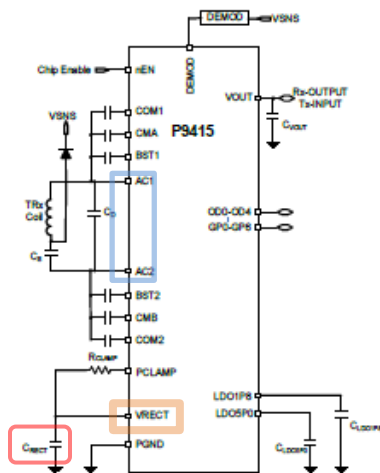 DEMOD
VSNS
Chip Enable
nEN
DEMOD
VOUT
Rx-OUTPUT
Tx-INPUT
COM1
CVOUT
VSNS
CMA
P9415
BST1
AC1
TRx
Coil
CD
OD0-OD4
GP0-GP6
CS
AC2
BST2
CMB
COM2
RCLAMP
PCLAMP
LDO1P8
VRECT
LDO5P0
CLDO1P8
CRECT
PGND
CLDO5P0